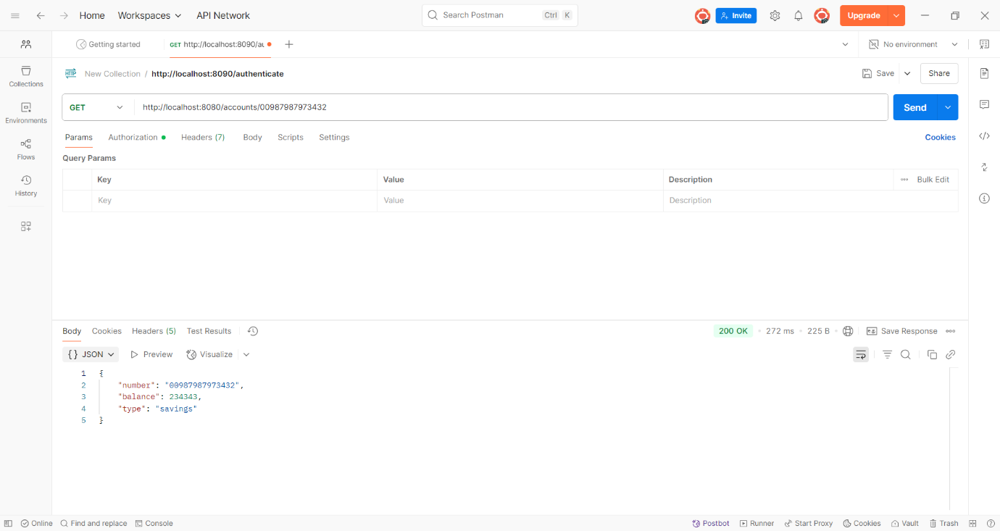 Home Workspaces API Network Search Postman Ctrl K Invite Upgrade
Getting started GET http://localhost:8090/au No environment
HTTP New Collection / http://localhost:8090/authenticate Save Share
Collections
Environments
Flows
History
GET http://localhost:8080/accounts/00987987973432 Send
Params Authorization Headers (7) Body Scripts Settings Cookies
Query Params
Key Value Description Bulk Edit
Key Value Description
Body Cookies Headers (5) Test Results 200 OK 272 ms 225 B e.g. Save Response
{} JSON Preview Visualize
1 {
2 "number": "00987987973432",
3 "balance": 234343,
4 "type": "savings"
5 }
Online Find and replace Console Postbot Runner Start Proxy Cookies Vault Trash